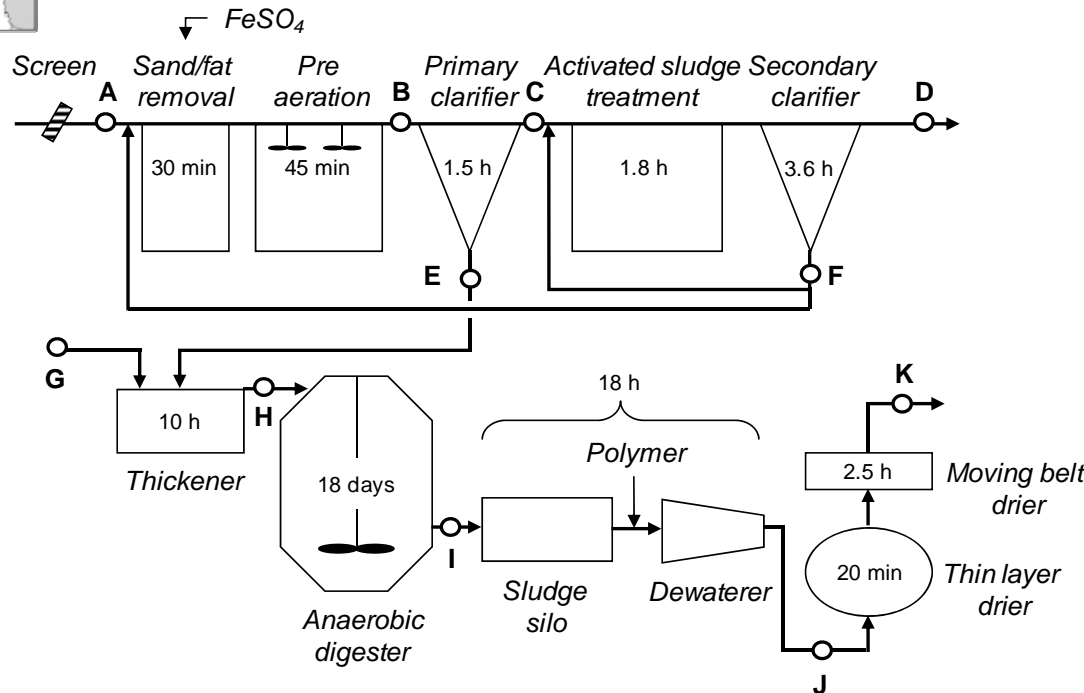 FeSO4
Screen
Sand/fat
removal
Pre
aeration
Primary
clarifier
Activated sludge
treatment
Secondary
clarifier
A
B
C
D
30 min
45 min
1.5 h
1.8 h
3.6 h
E
F
G
H
10 h
Thickener
18 days
Anaerobic
digester
I
18 h
Polymer
Sludge
silo
Dewaterer
K
2.5 h
Moving belt
drier
20 min
Thin layer
drier
J